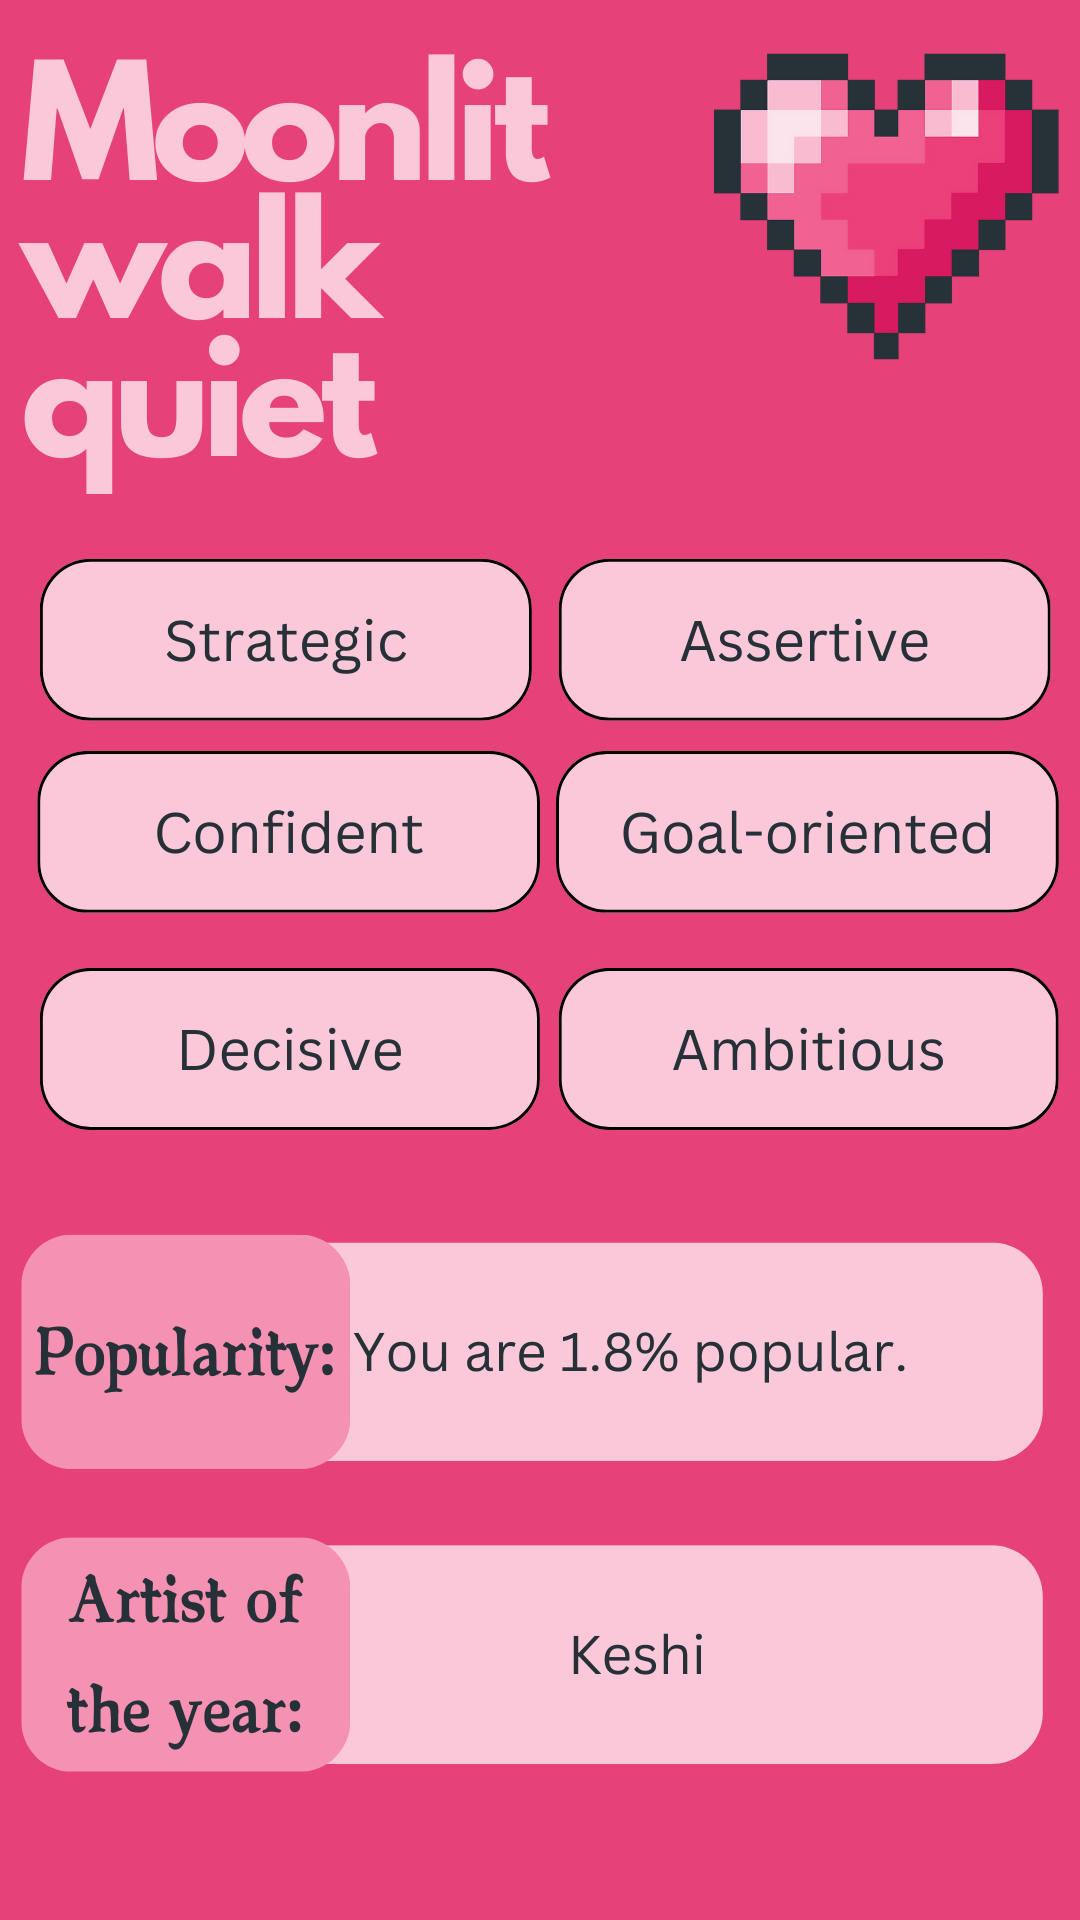 Moonlit
walk
quiet
Strategic
Assertive
Confident
Goal-oriented
Decisive
Ambitious
Popularity:
You are 1.8% popular.
Artist of
the year:
Keshi